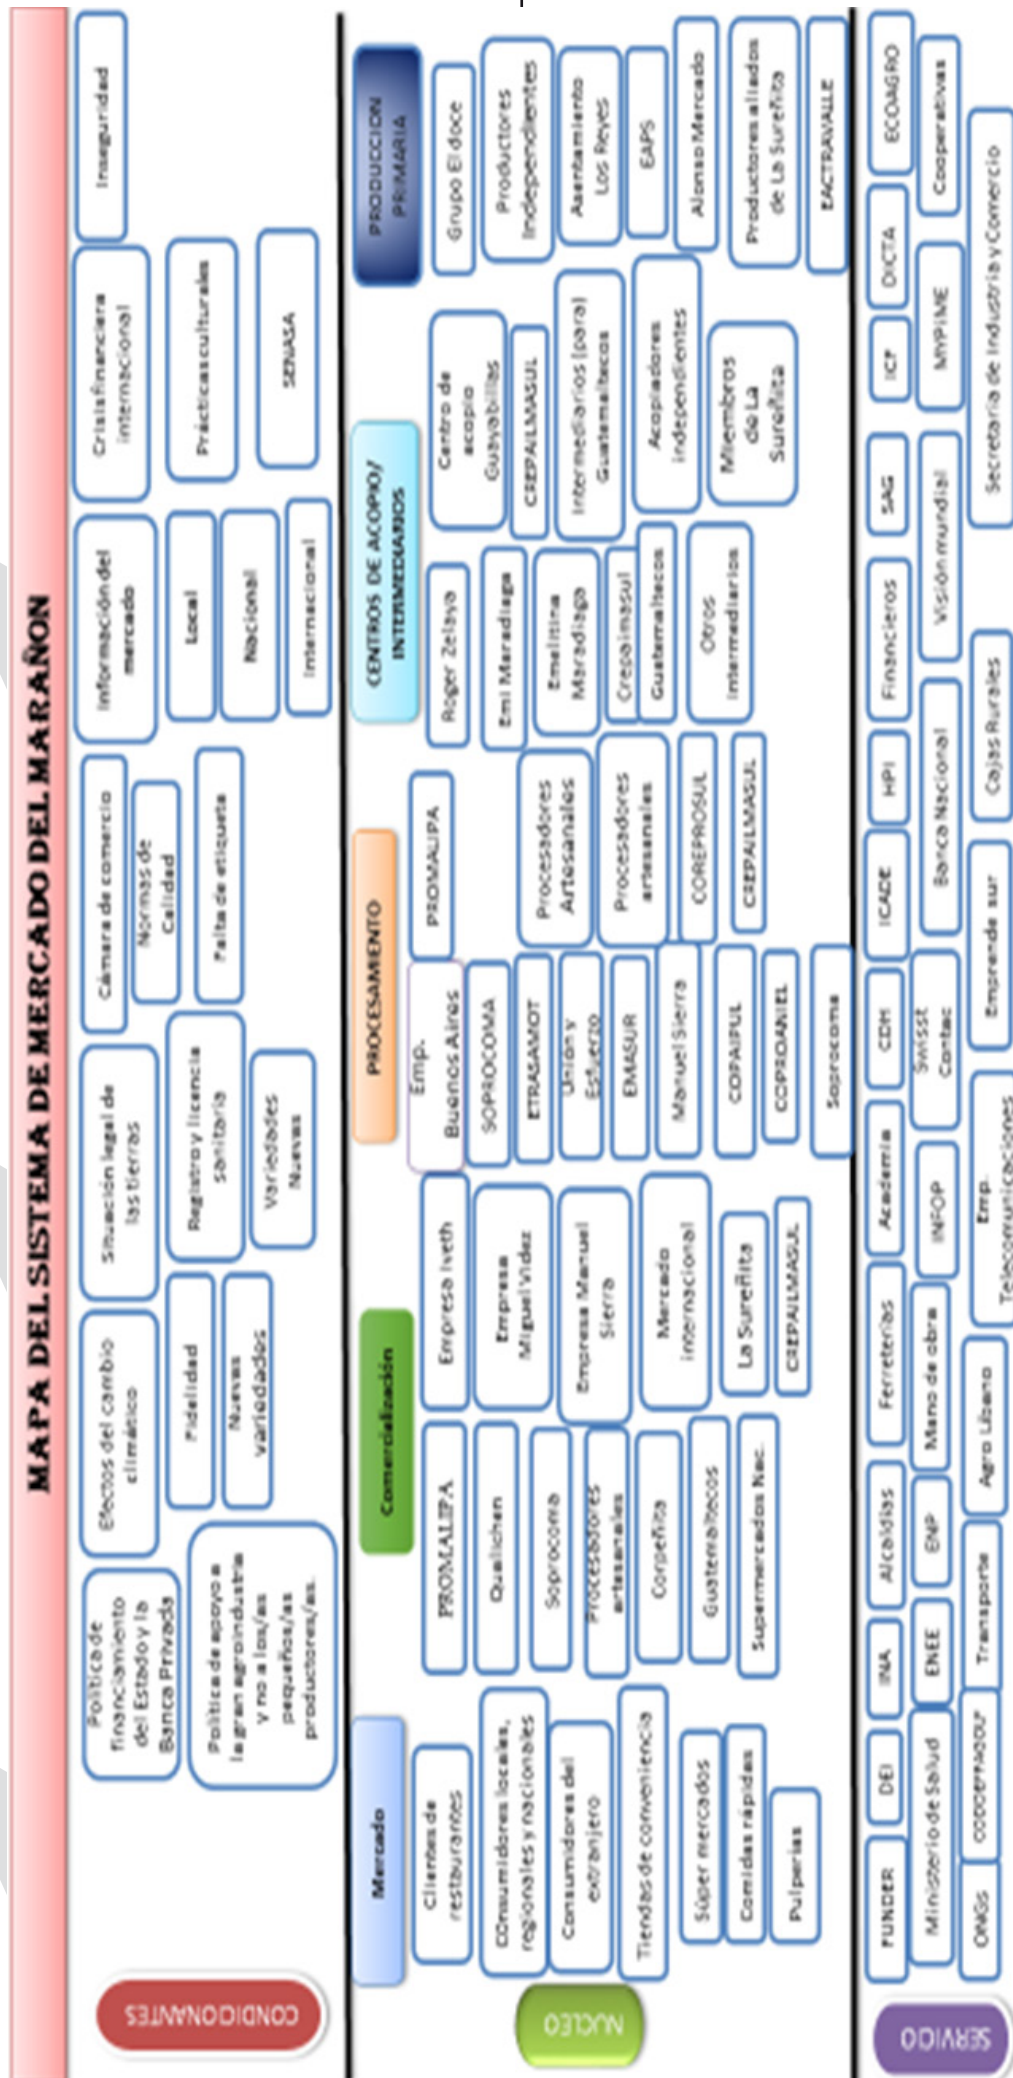 MAPA DEL SISTEMA DE MERCADO DEL MARAÑON
CONDICIONANTES
Política de
financiamiento
del Estado y la
Banca Privada
Efectos del cambio
climático
Situación legal de
las tierras
Cámara de comercio
Información del
mercado
Crisis financiera
internacional
Inseguridad
Normas de
Calidad
Política de apoyo a
la gran agroindustria
y no a los/as
pequeños/as
productores/as.
Fidelidad
Registro y licencia
sanitaria
Falta de etiqueta
Local
Prácticas culturales
Nuevas
variedades
Variedades
Nuevas
Nacional
SENASA
Internacional
NUCLEO
Mercado
Clientes de
restaurantes
COnsumidores locales,
regionales y nacionales
Consumidores del
extranjero
Tiendas de conveniencia
Súper mercados
Comidas rápidas
Pulperias
Comercialización
PROMALIPA
Qualichen
Soprocoma
Procesadores
artesanales
Corpeñita
Guatemaltecos
Supermercados Nac.
Empresa Iveth
Empresa
Miguel Videz
Empresa Manuel
Sierra
Mercado
internacional
La Sureñita
CREPAILMASUL
PROCESAMIENTO
Emp.
Buenos Aires
SOPROCOMA
ETRASAMOT
Unión y
Esfuerzo
EMASUR
Manuel Sierra
COPAIPUL
COPROANIEL
Soprocoma
PROMALIPA
Procesadores
Artesanales
Procesadores
artesanales
COREPROSUL
CREPAILMASUL
CENTROS DE ACOPIO/
INTERMEDIARIOS
Roger Zelaya
Emi Maradiaga
Emelitina
Maradiaga
Crepaimasul
Guatemaltecos
Otros
intermediarios
Centro de
acopio
Guayabillas
CREPAILMASUL
Intermediarios (para)
Guatemaltecos
Acopiadores
independientes
Miembros
de La
Sureñita
PRODUCCION
PRIMARIA
Grupo El doce
Productores
Independientes
Asentamiento
Los Reyes
EAPS
Alonso Mercado
Productores aliados
de La Sureñita
EACTRAVALLE
SERVICIO
FUNDER
DEI
INA
Alcaldías
Ferreterías
Academia
CDH
ICADE
HPI
Financieros
SAG
ICF
DICTA
ECOAGRO
Ministerio de Salud
ENEE
ENP
Mano de obra
INFOP
Swisst
Contac
Banca Nacional
Visión mundial
MYPIME
Cooperativas
ONGs
Transporte
Agro Libano
Emp.
Telecomunicaciones
Emprende sur
Cajas Rurales
Secretaria de Industria y Comercio